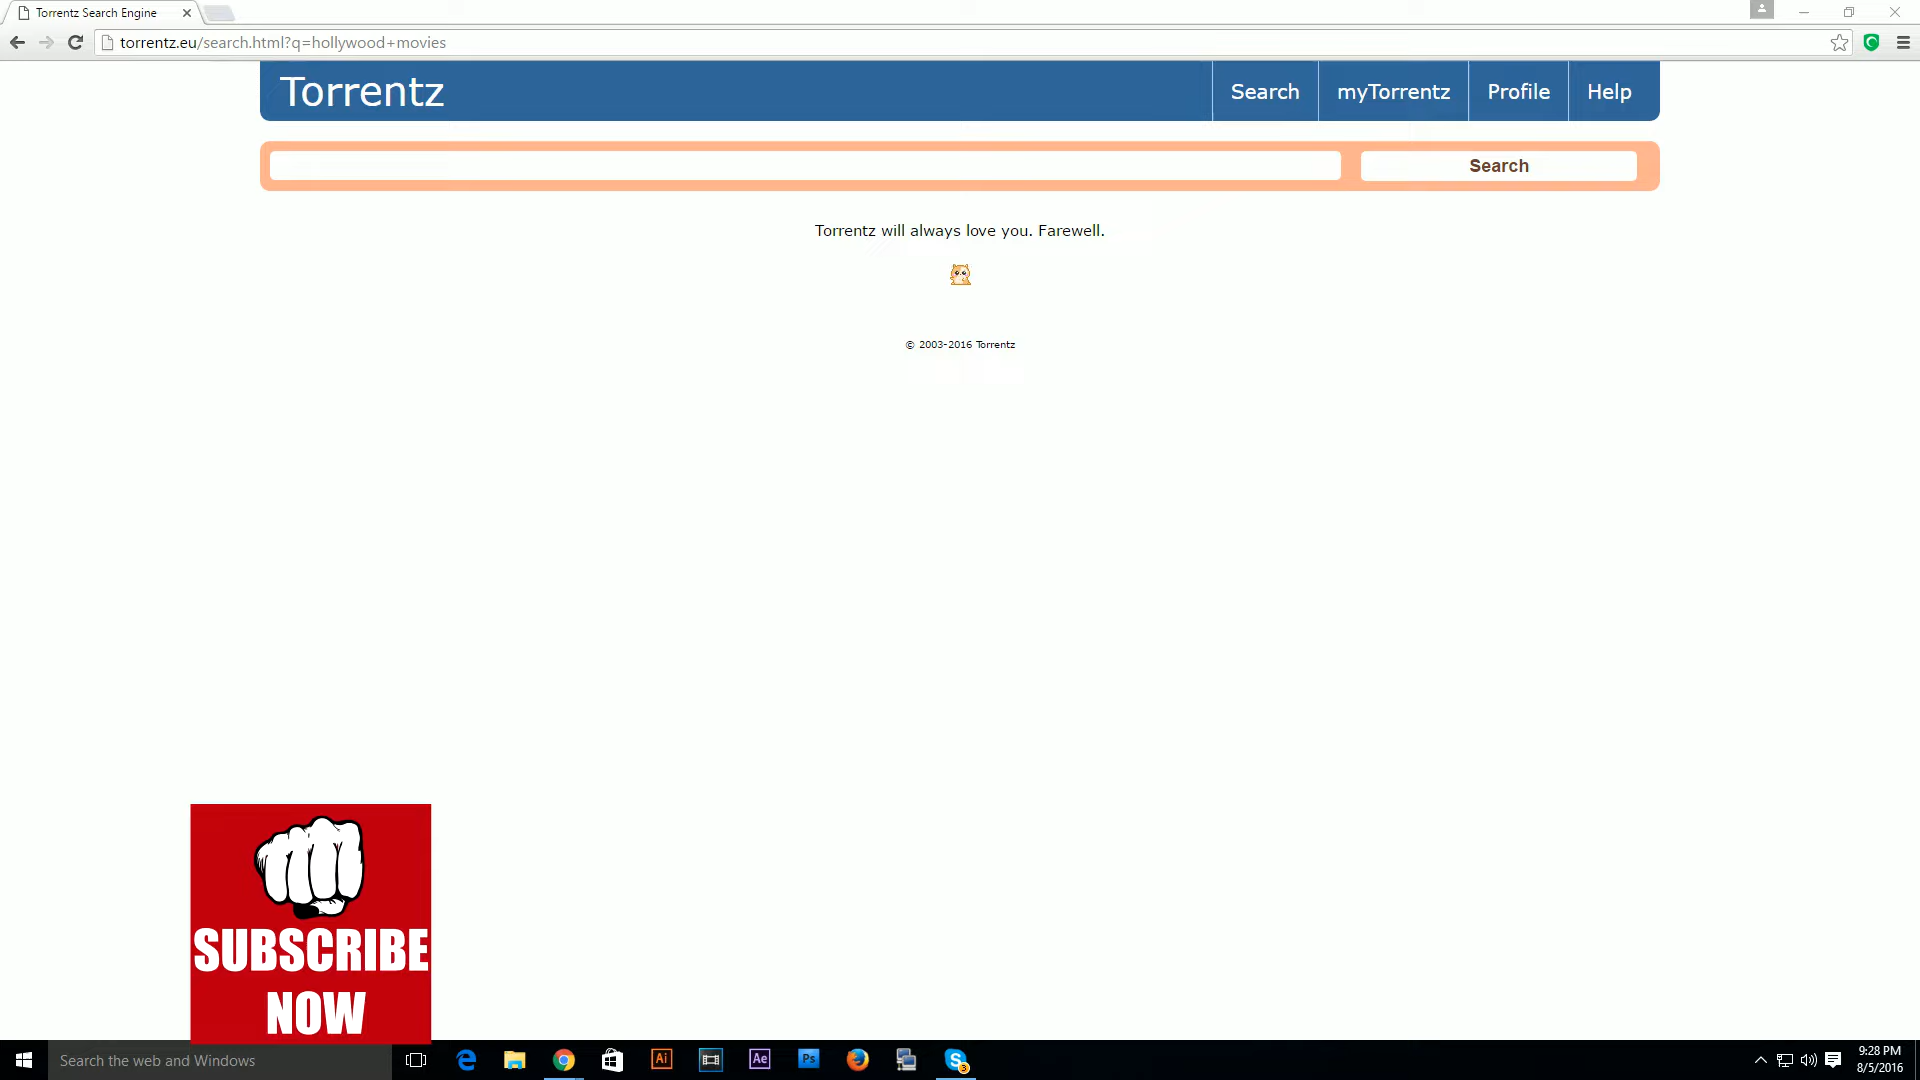 Torrentz Search Engine
torrentz.eu/search.html?q=hollywood+movies
Torrentz
Search
myTorrentz
Profile
Help
Search
Torrentz will always love you. Farewell.
© 2003-2016 Torrentz
SUBSCRIBE
NOW
Search the web and Windows
Ai
Ae
Ps
S
3
9:28 PM
8/5/2016